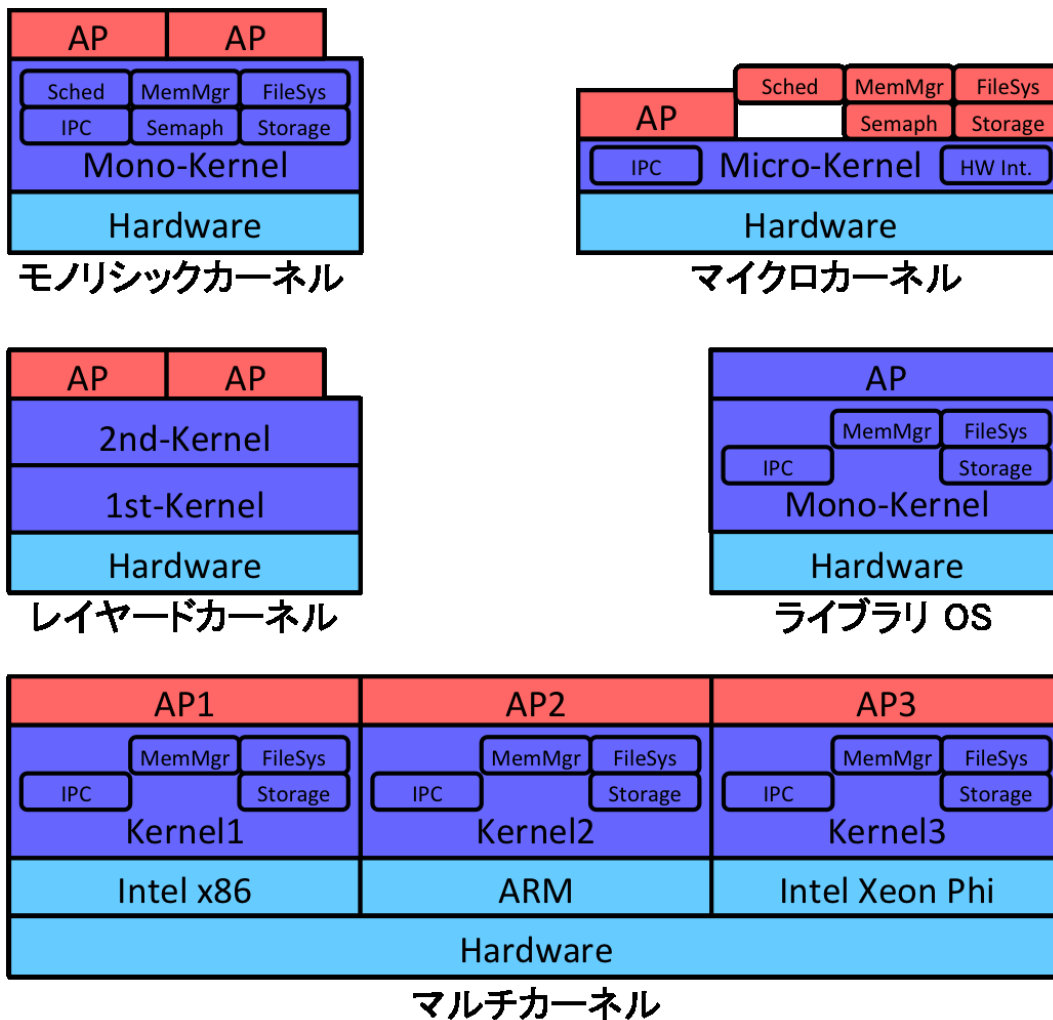 AP AP
Sched MemMgr FileSys
IPC Semaph Storage
Mono-Kernel
Hardware
モノリシックカーネル
Sched MemMgr FileSys
AP Semaph Storage
IPC Micro-Kernel HW Int.
Hardware
マイクロカーネル
AP AP
2nd-Kernel
1st-Kernel
Hardware
レイヤードカーネル
AP
MemMgr FileSys
IPC Storage
Mono-Kernel
Hardware
ライブラリ OS
AP1 AP2 AP3
MemMgr FileSys MemMgr FileSys MemMgr FileSys
IPC Storage IPC Storage IPC Storage
Kernel1 Kernel2 Kernel3
Intel x86 ARM Intel Xeon Phi
Hardware
マルチカーネル